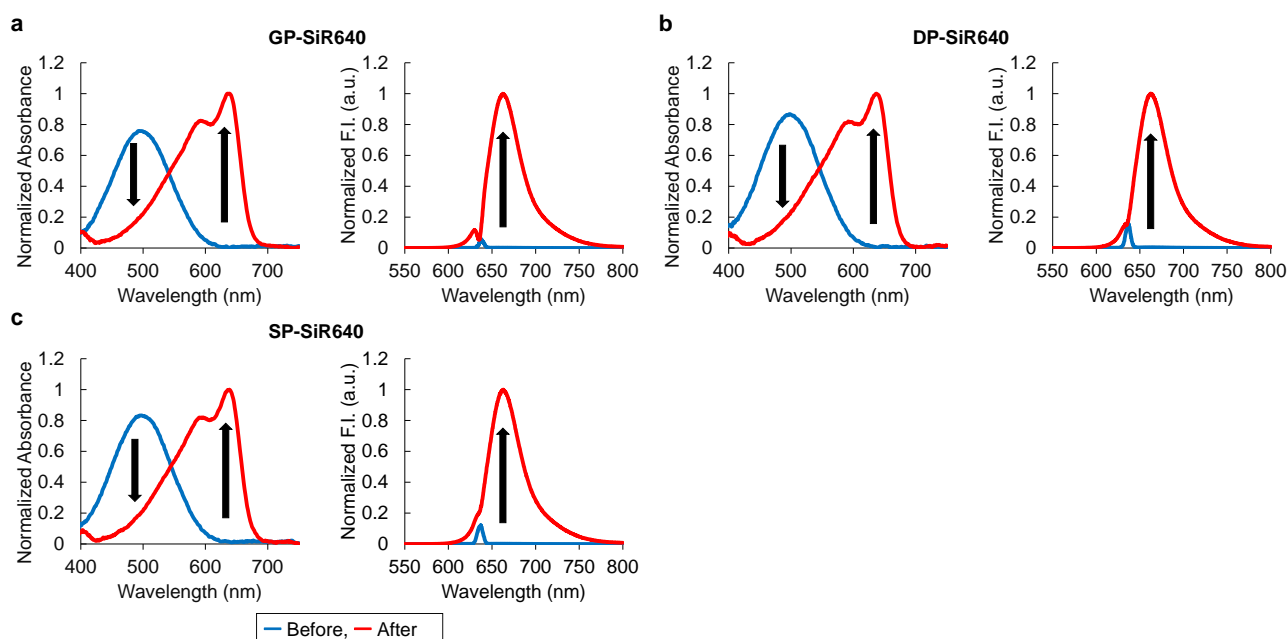 a
GP-SiR640
Normalized Absorbance
1.2
1
0.8
0.6
0.4
0.2
0
400 500 600 700
Wavelength (nm)
Normalized F.I. (a.u.)
1.2
1
0.8
0.6
0.4
0.2
0
550 600 650 700 750 800
Wavelength (nm)
b
DP-SiR640
Normalized Absorbance
1.2
1
0.8
0.6
0.4
0.2
0
400 500 600 700
Wavelength (nm)
Normalized F.I. (a.u.)
1.2
1
0.8
0.6
0.4
0.2
0
550 600 650 700 750 800
Wavelength (nm)
c
SP-SiR640
Normalized Absorbance
1.2
1
0.8
0.6
0.4
0.2
0
400 500 600 700
Wavelength (nm)
Normalized F.I. (a.u.)
1.2
1
0.8
0.6
0.4
0.2
0
550 600 650 700 750 800
Wavelength (nm)
Before, After